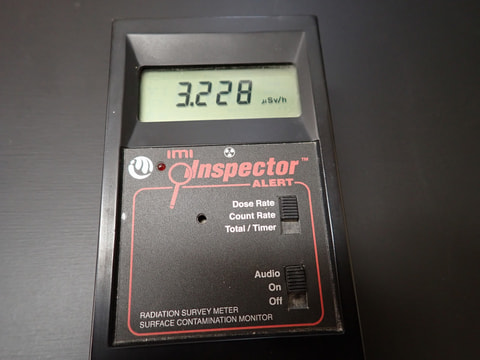 3.228 µSv/h
imi
Inspector™
ALERT
Dose Rate
Count Rate
Total / Timer
Audio
On
Off
RADIATION SURVEY METER
SURFACE CONTAMINATION MONITOR